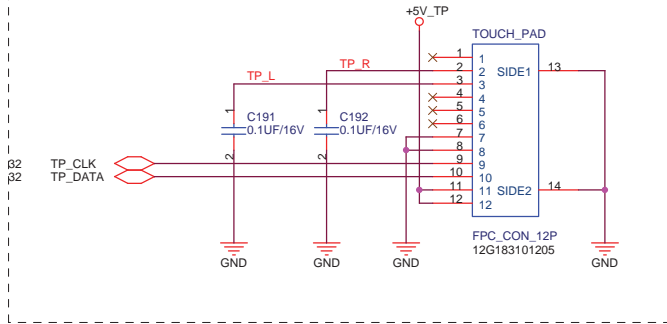 +5V_TP
TOUCH_PAD
1 1
TP_R 2 2 SIDE1 13
TP_L 3 3
4 4
5 5
6 6
1 C191 0.1UF/16V 2
1 C192 0.1UF/16V 2
7 7
8 8
32 TP_CLK 9 9
32 TP_DATA 10 10
11 11 SIDE2 14
12 12
FPC_CON_12P
12G183101205
GND GND GND GND